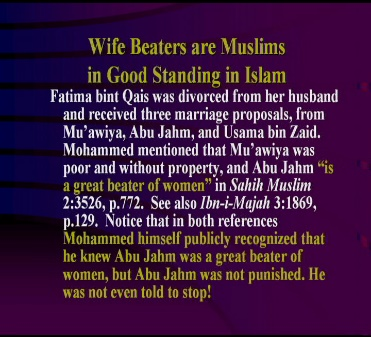 Wife Beaters are Muslims
in Good Standing in Islam
Fatima bint Qais was divorced from her husband
and received three marriage proposals, from
Mu'awiya, Abu Jahm, and Usama bin Zaid.
Mohammed mentioned that Mu'awiya was
poor and without property, and Abu Jahm “is
a great beater of women” in Sahih Muslim
2:3526, p.772. See also Ibn-i-Majah 3:1869,
p.129. Notice that in both references
Mohammed himself publicly recognized that
he knew Abu Jahm was a great beater of
women, but Abu Jahm was not punished. He
was not even told to stop!